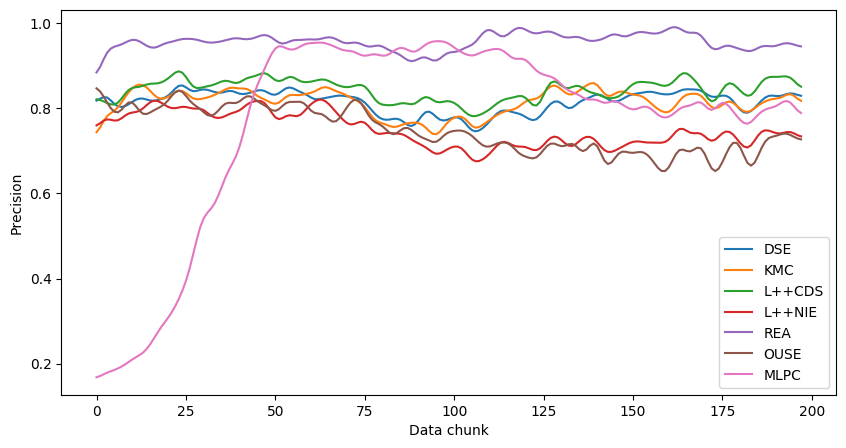 1.0
0.8
0.6
0.4
0.2
Precision
0 25 50 75 100 125 150 175 200
Data chunk
DSE
KMC
L++CDS
L++NIE
REA
OUSE
MLPC